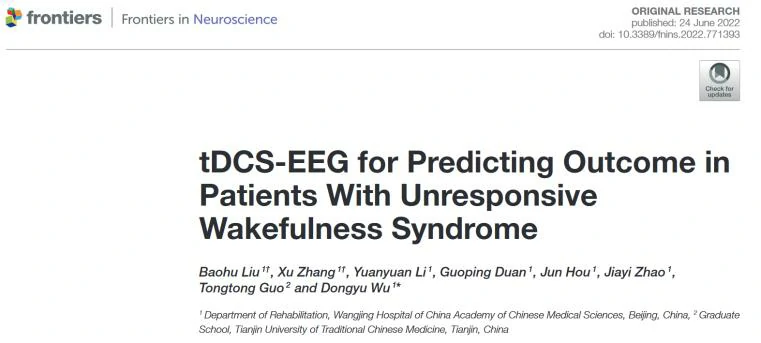 frontiers | Frontiers in Neuroscience
ORIGINAL RESEARCH
published: 24 June 2022
doi: 10.3389/fnins.2022.771393
Check for
updates
tDCS-EEG for Predicting Outcome in
Patients With Unresponsive
Wakefulness Syndrome
Baohu Liu 1†, Xu Zhang 1†, Yuanyuan Li 1, Guoping Duan 1, Jun Hou 1, Jiayi Zhao 1,
Tongtong Guo 2 and Dongyu Wu 1*
1 Department of Rehabilitation, Wangjing Hospital of China Academy of Chinese Medical Sciences, Beijing, China, 2 Graduate
School, Tianjin University of Traditional Chinese Medicine, Tianjin, China